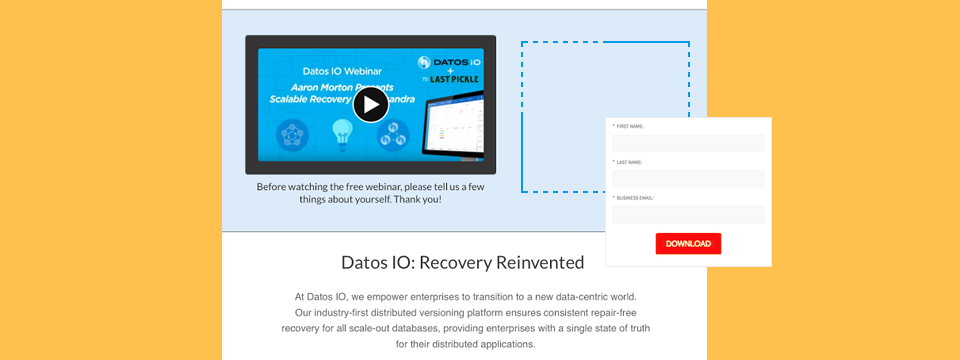 Datos IO Webinar
DATOS IO
+
LAST PICKLE
Aaron Morton Presents
Scalable Recovery
Before watching the free webinar, please tell us a few
things about yourself. Thank you!
* FIRST NAME:
* LAST NAME:
* BUSINESS EMAIL:
DOWNLOAD
Datos IO: Recovery Reinvented
At Datos IO, we empower enterprises to transition to a new data-centric world.
Our industry-first distributed versioning platform ensures consistent repair-free
recovery for all scale-out databases, providing enterprises with a single state of truth
for their distributed applications.